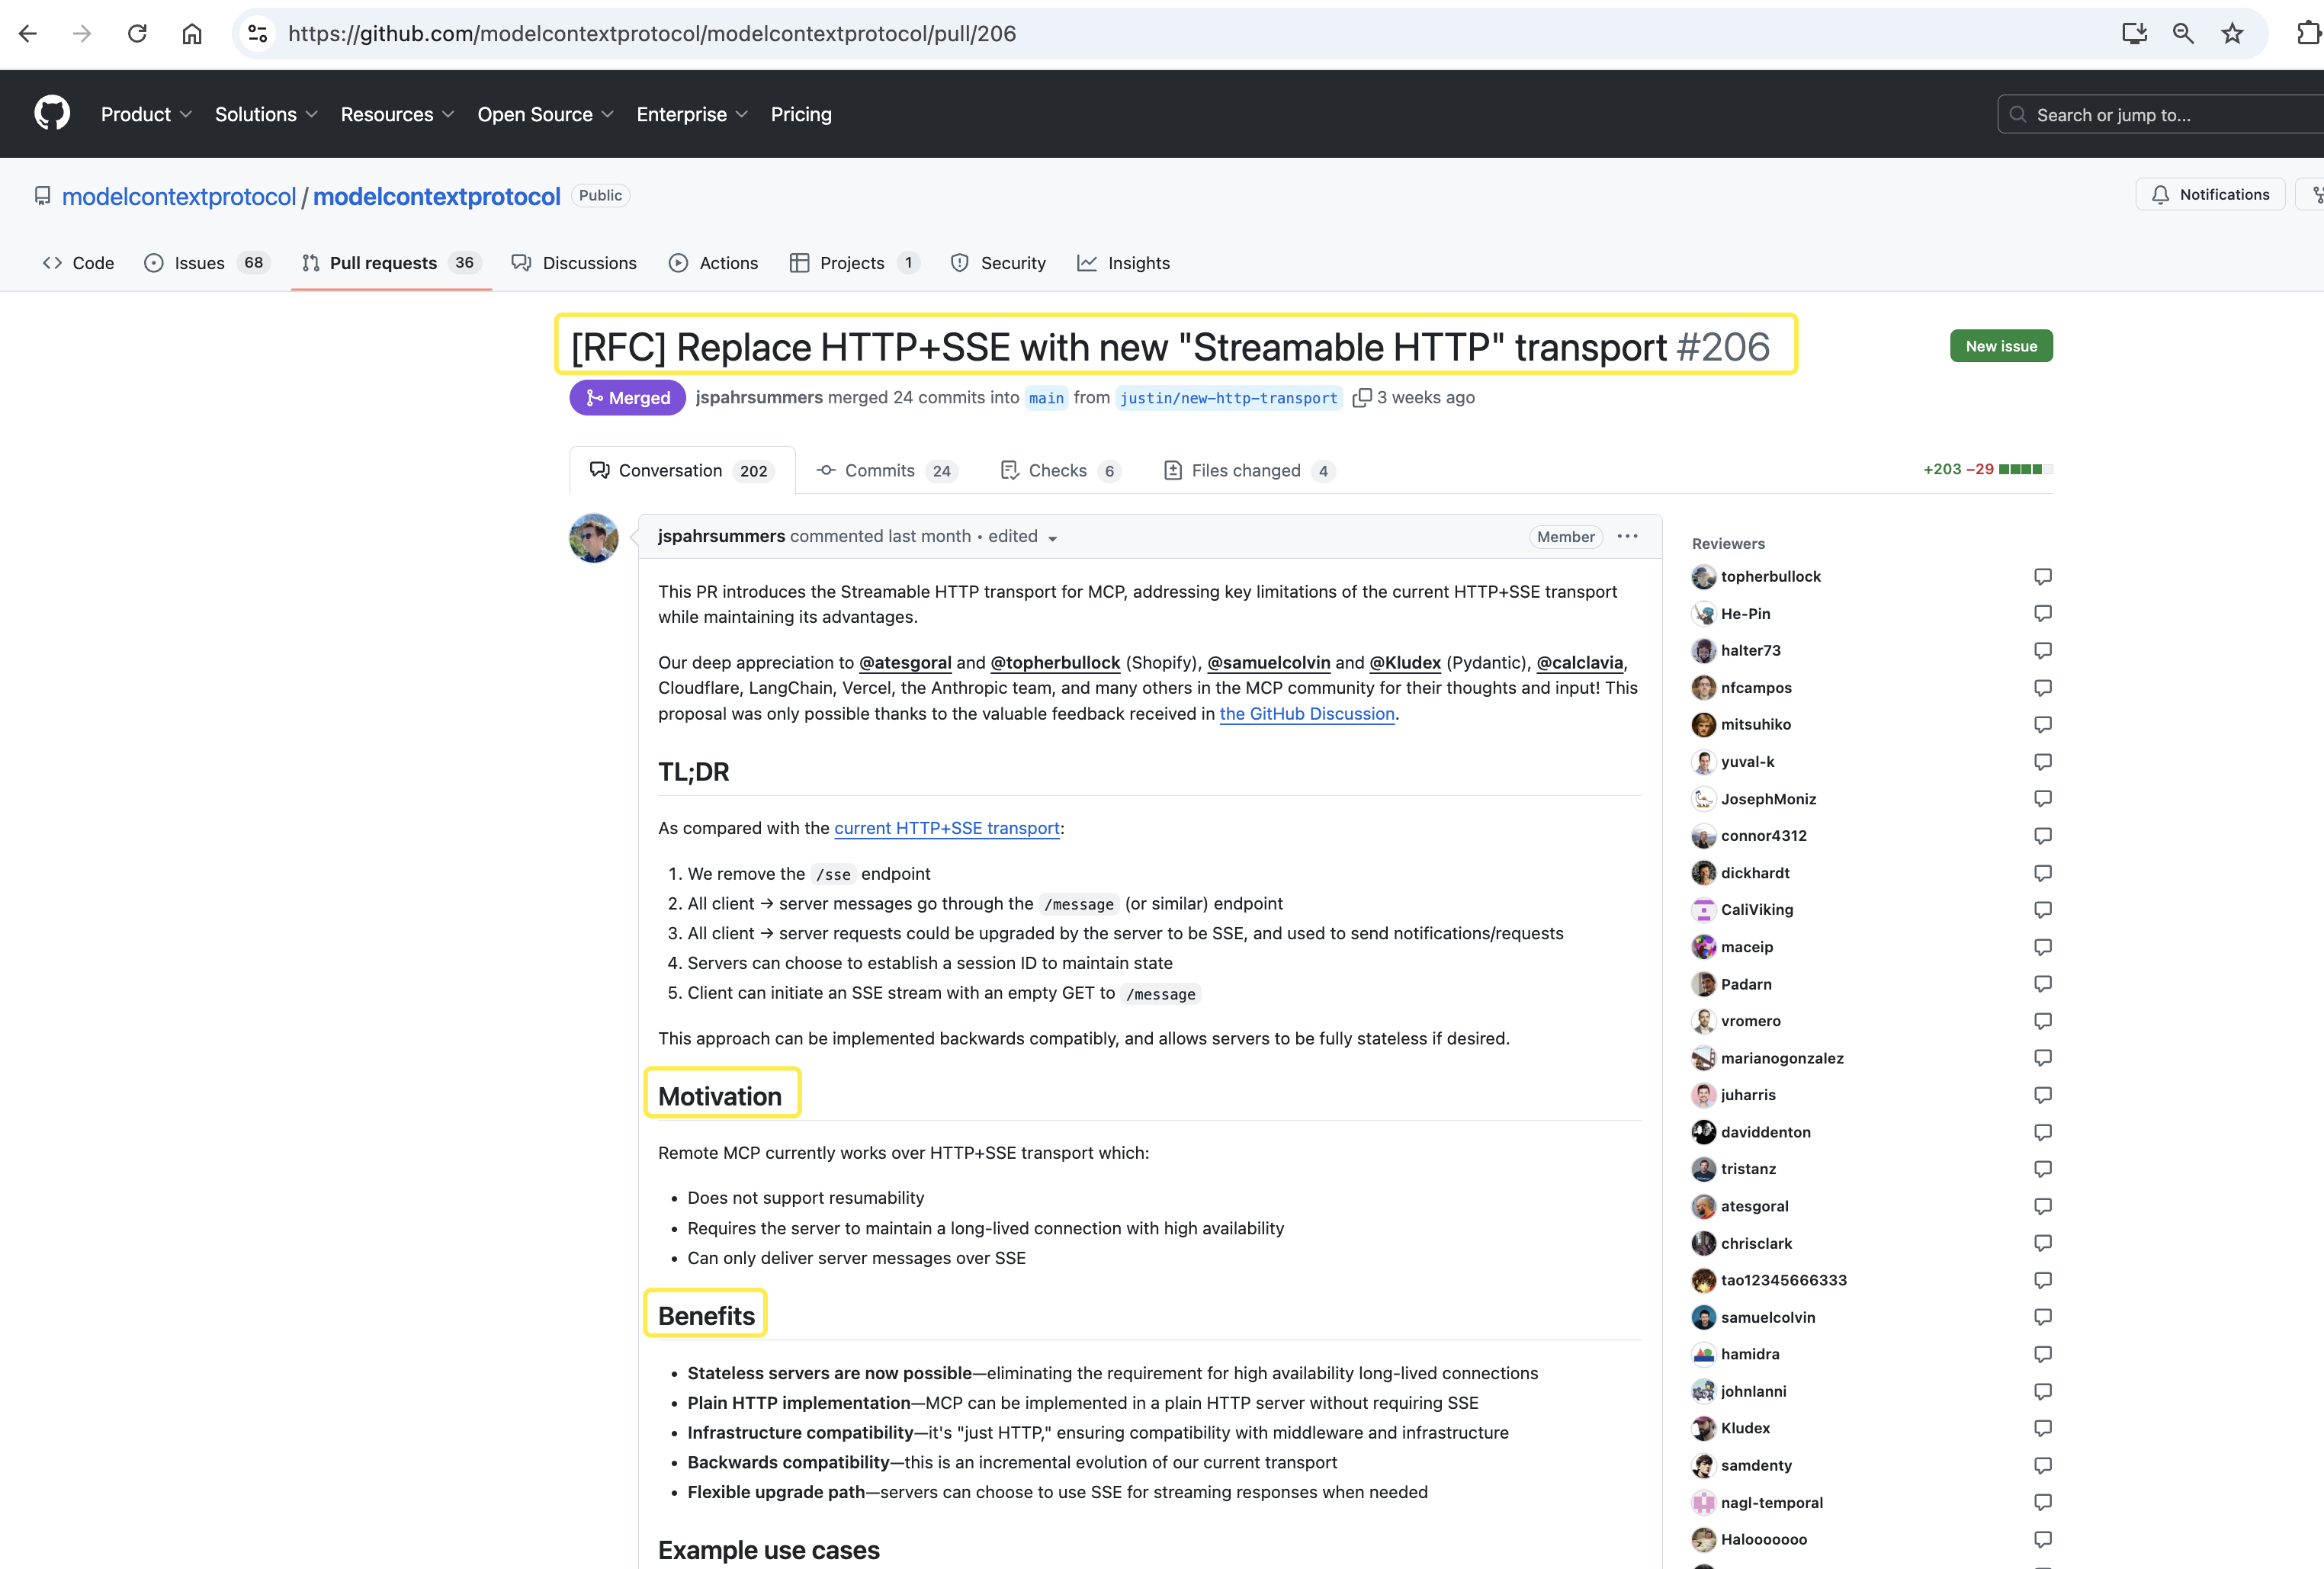 https://github.com/modelcontextprotocol/modelcontextprotocol/pull/206
Product Solutions Resources Open Source Enterprise Pricing
Search or jump to...
modelcontextprotocol / modelcontextprotocol Public
Notifications
Code Issues 68 Pull requests 36 Discussions Actions Projects 1 Security Insights
[RFC] Replace HTTP+SSE with new "Streamable HTTP" transport #206
New issue
Merged jspahrsummers merged 24 commits into main from justin/new-http-transport 3 weeks ago
Conversation 202 Commits 24 Checks 6 Files changed 4
+203 −29
jspahrsummers commented last month • edited
Member
This PR introduces the Streamable HTTP transport for MCP, addressing key limitations of the current HTTP+SSE transport
while maintaining its advantages.
Our deep appreciation to @atesgoral and @topherbullock (Shopify), @samuelcolvin and @Kludex (Pydantic), @calclavia,
Cloudflare, LangChain, Vercel, the Anthropic team, and many others in the MCP community for their thoughts and input! This
proposal was only possible thanks to the valuable feedback received in the GitHub Discussion.
TL;DR
As compared with the current HTTP+SSE transport:
1. We remove the /sse endpoint
2. All client → server messages go through the /message (or similar) endpoint
3. All client → server requests could be upgraded by the server to be SSE, and used to send notifications/requests
4. Servers can choose to establish a session ID to maintain state
5. Client can initiate an SSE stream with an empty GET to /message
This approach can be implemented backwards compatibly, and allows servers to be fully stateless if desired.
Motivation
Remote MCP currently works over HTTP+SSE transport which:
• Does not support resumability
• Requires the server to maintain a long-lived connection with high availability
• Can only deliver server messages over SSE
Benefits
• Stateless servers are now possible—eliminating the requirement for high availability long-lived connections
• Plain HTTP implementation—MCP can be implemented in a plain HTTP server without requiring SSE
• Infrastructure compatibility—it's "just HTTP," ensuring compatibility with middleware and infrastructure
• Backwards compatibility—this is an incremental evolution of our current transport
• Flexible upgrade path—servers can choose to use SSE for streaming responses when needed
Example use cases
Reviewers
topherbullock
He-Pin
halter73
nfcampos
mitsuhiko
yuval-k
JosephMoniz
connor4312
dickhardt
CaliViking
maceip
Padarn
vromero
marianogonzalez
juharris
daviddenton
tristanz
atesgoral
chrisclark
tao12345666333
samuelcolvin
hamidra
johnlanni
Kludex
samdenty
nagl-temporal
Halooooooo